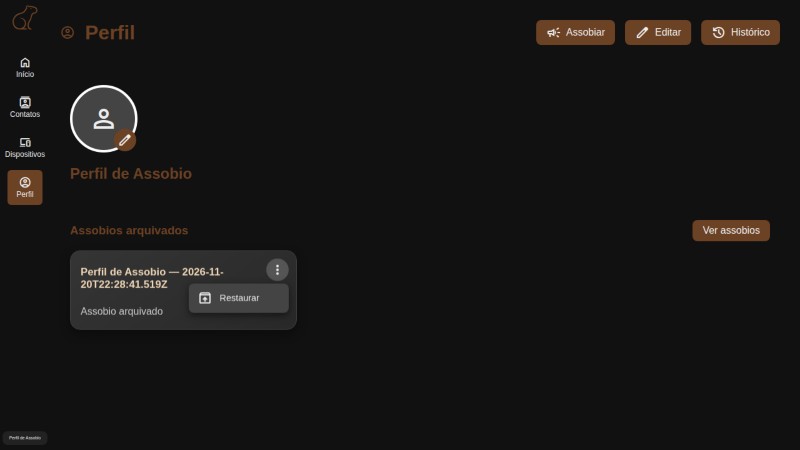 Perfil
Assobiar
Editar
Histórico
Início
Contatos
Dispositivos
Perfil
Perfil de Assobio
Assobios arquivados
Ver assobios
Perfil de Assobio — 2026-11-
20T22:28:41.519Z
Restaurar
Assobio arquivado
Perfil de Assobio